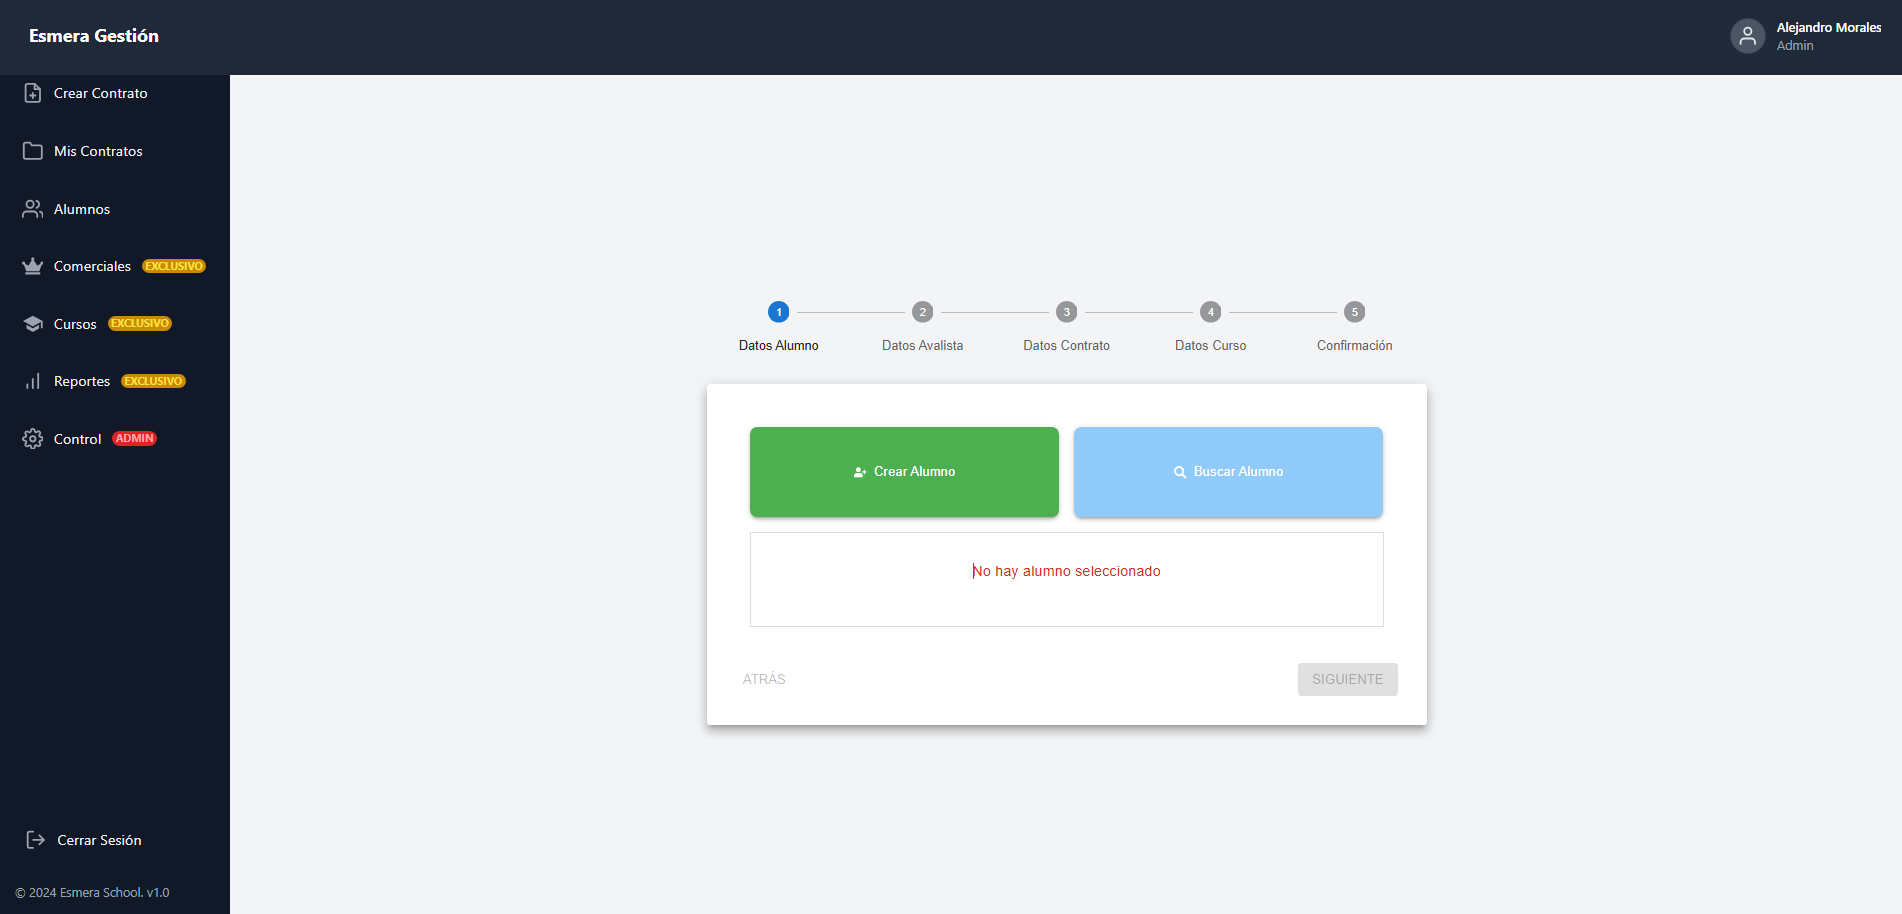 Esmera Gestión
Alejandro Morales
Admin
Crear Contrato
Mis Contratos
Alumnos
Comerciales EXCLUSIVO
Cursos EXCLUSIVO
Reportes EXCLUSIVO
Control ADMIN
Cerrar Sesión
© 2024 Esmera School. v1.0
1 2 3 4 5
Datos Alumno Datos Avalista Datos Contrato Datos Curso Confirmación
Crear Alumno Buscar Alumno
No hay alumno seleccionado
ATRÁS SIGUIENTE